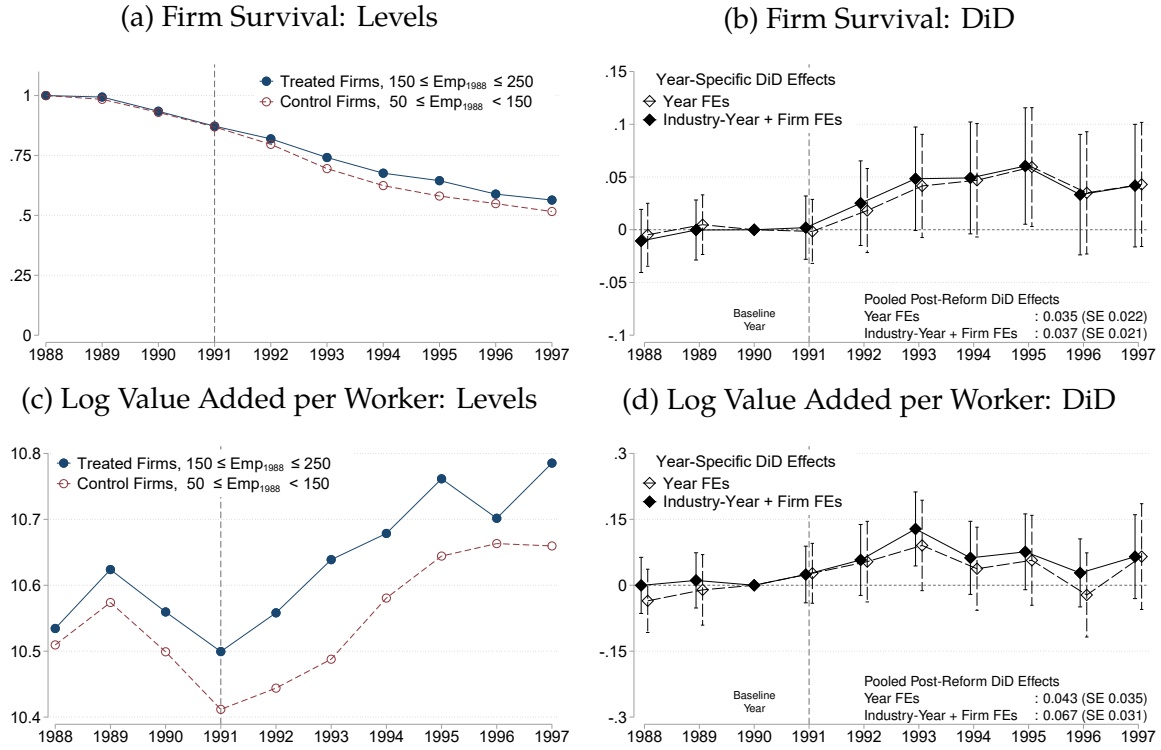 (a) Firm Survival: Levels
Treated Firms, 150 ≤ Emp1988 ≤ 250
Control Firms, 50 ≤ Emp1988 < 150
1
.75
.5
.25
0
1988 1989 1990 1991 1992 1993 1994 1995 1996 1997
(b) Firm Survival: DiD
Year-Specific DiD Effects
Year FEs
Industry-Year + Firm FEs
.15
.1
.05
0
-.05
-.1
Baseline
Year
Pooled Post-Reform DiD Effects
Year FEs : 0.035 (SE 0.022)
Industry-Year + Firm FEs : 0.037 (SE 0.021)
1988 1989 1990 1991 1992 1993 1994 1995 1996 1997
(c) Log Value Added per Worker: Levels
Treated Firms, 150 ≤ Emp1988 ≤ 250
Control Firms, 50 ≤ Emp1988 < 150
10.8
10.7
10.6
10.5
10.4
1988 1989 1990 1991 1992 1993 1994 1995 1996 1997
(d) Log Value Added per Worker: DiD
Year-Specific DiD Effects
Year FEs
Industry-Year + Firm FEs
.3
.15
0
-.15
-.3
Baseline
Year
Pooled Post-Reform DiD Effects
Year FEs : 0.043 (SE 0.035)
Industry-Year + Firm FEs : 0.067 (SE 0.031)
1988 1989 1990 1991 1992 1993 1994 1995 1996 1997